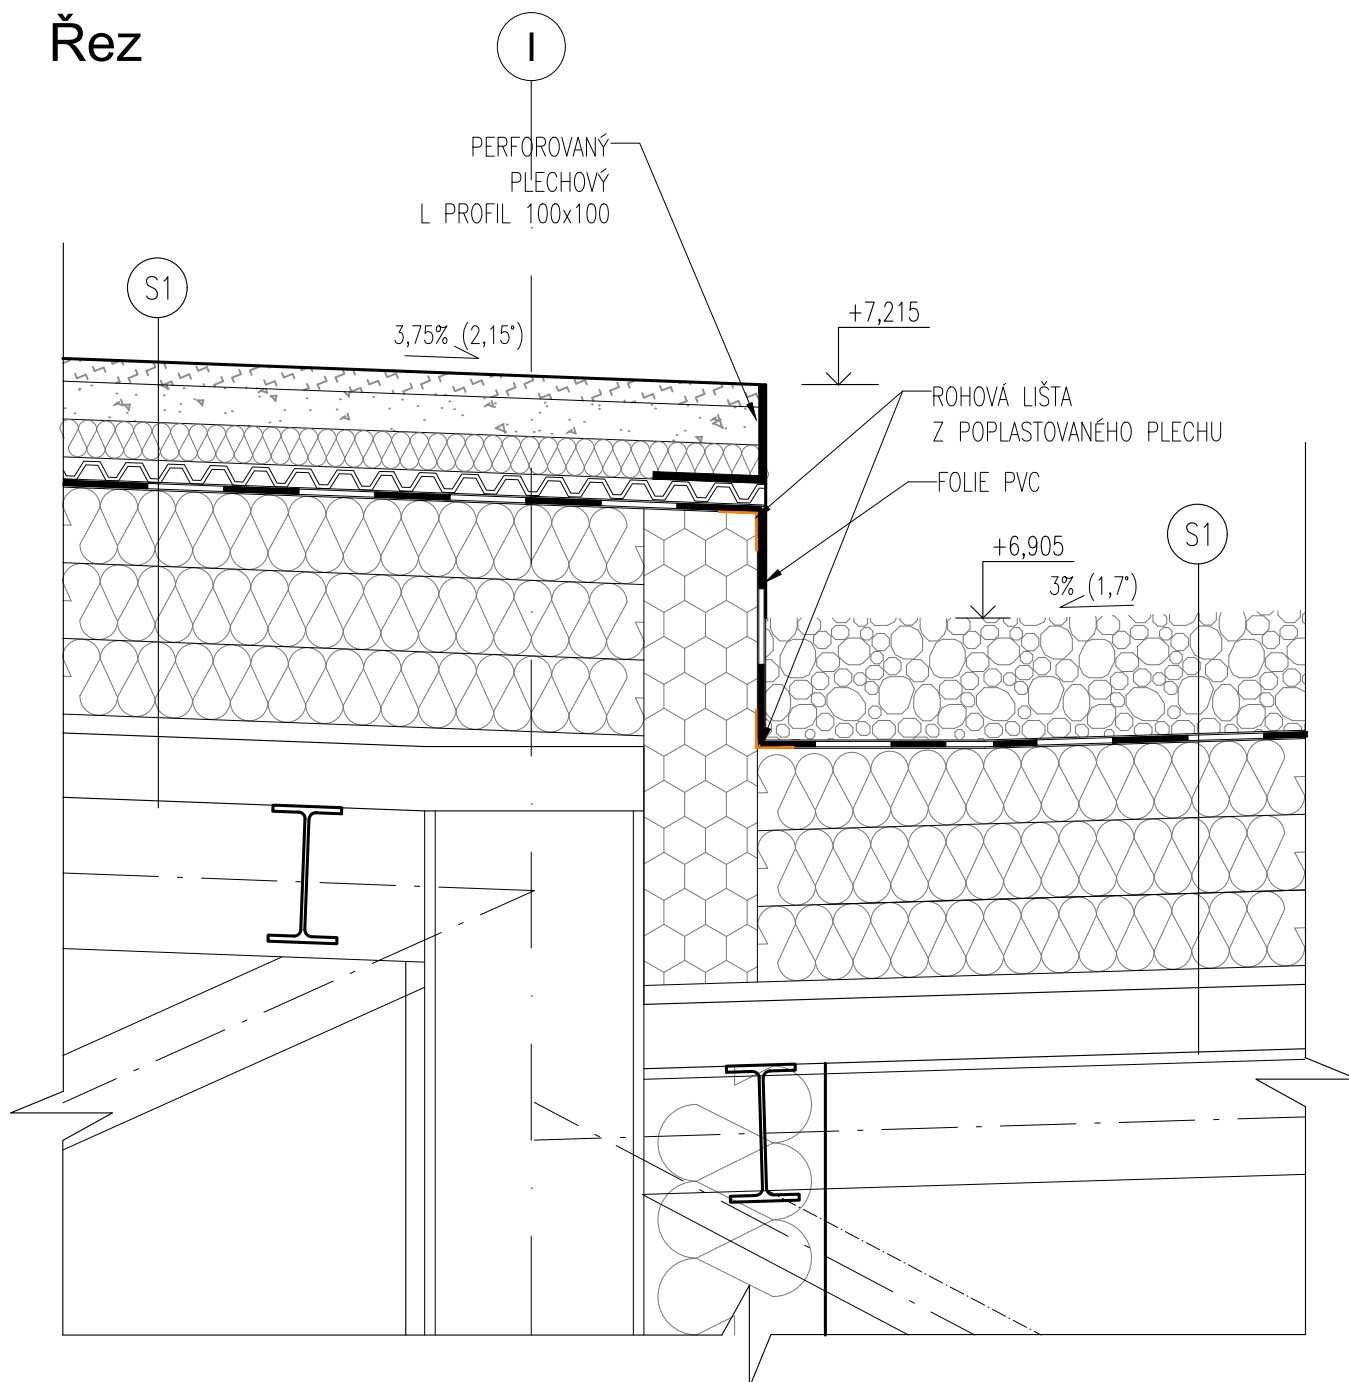 Řez
I
PERFOROVANÝ
PLECHOVÝ
L PROFIL 100x100
S1
3,75% (2,15°)
+7,215
ROHOVÁ LIŠTA
Z POPLASTOVANÉHO PLECHU
FOLIE PVC
S1
+6,905
3% (1,7°)